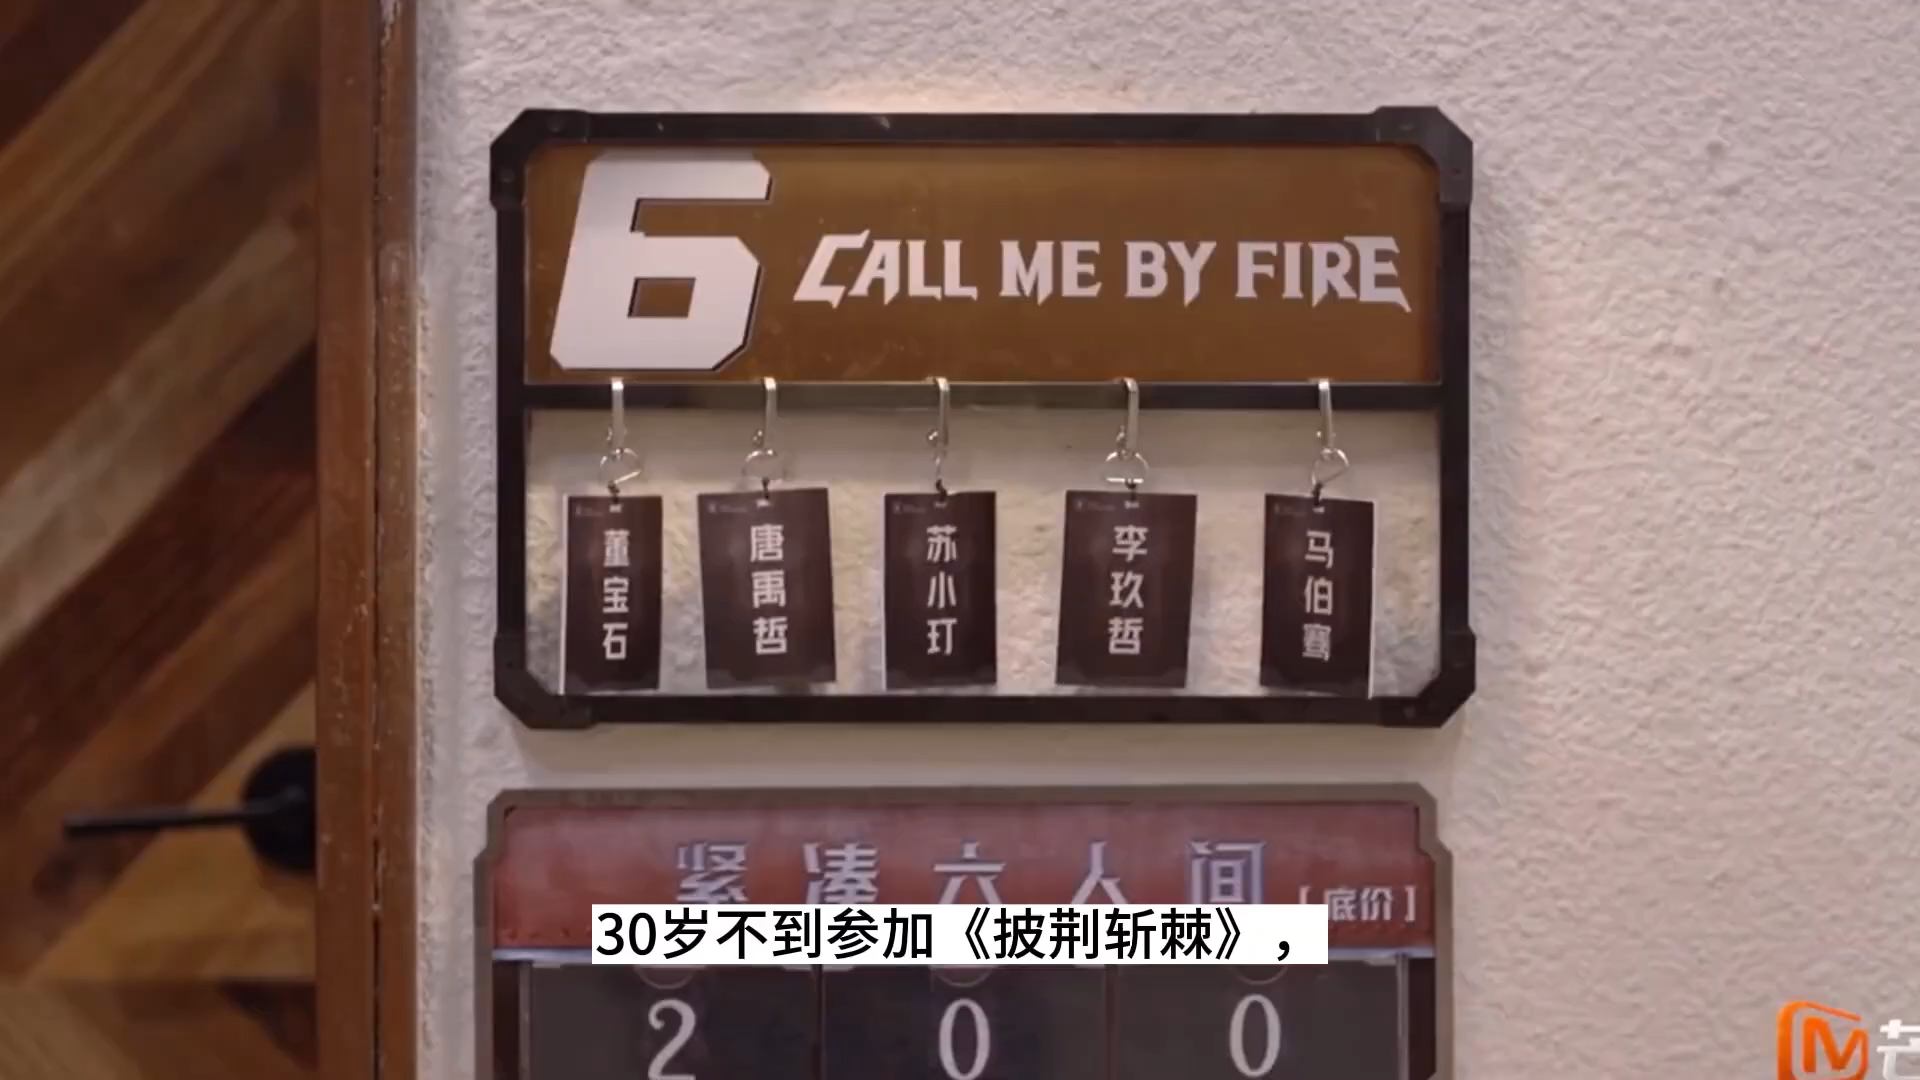 6 CALL ME BY FIRE
董宝石
唐禹哲
苏小玎
李玖哲
马伯骞
紧凑六人间
[底价]
30岁不到参加《披荆斩棘》，
2 0 0
芒